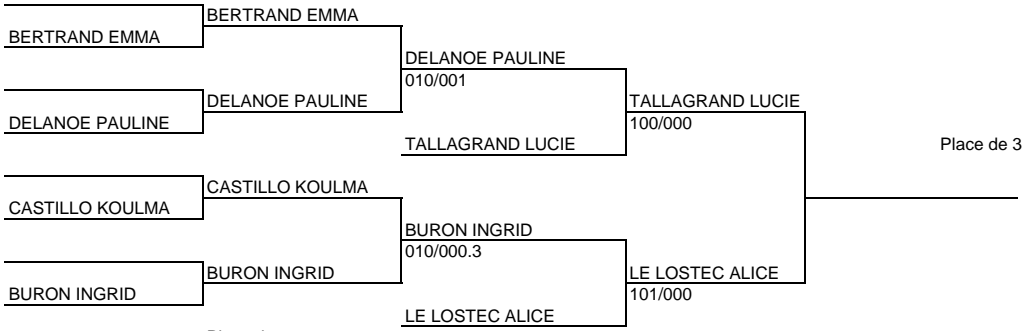 BERTRAND EMMA
BERTRAND EMMA
DELANOE PAULINE
010/001
DELANOE PAULINE
TALLAGRAND LUCIE
DELANOE PAULINE
100/000
TALLAGRAND LUCIE
Place de 3
CASTILLO KOULMA
CASTILLO KOULMA
BURON INGRID
010/000.3
BURON INGRID
LE LOSTEC ALICE
BURON INGRID
101/000
LE LOSTEC ALICE